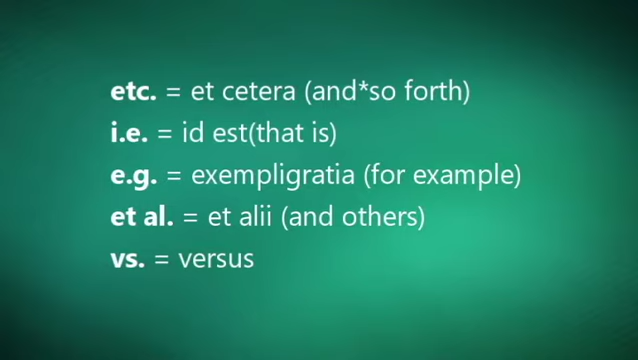 etc. = et cetera (and*so forth)
i.e. = id est(that is)
e.g. = exempligratia (for example)
et al. = et alii (and others)
vs. = versus